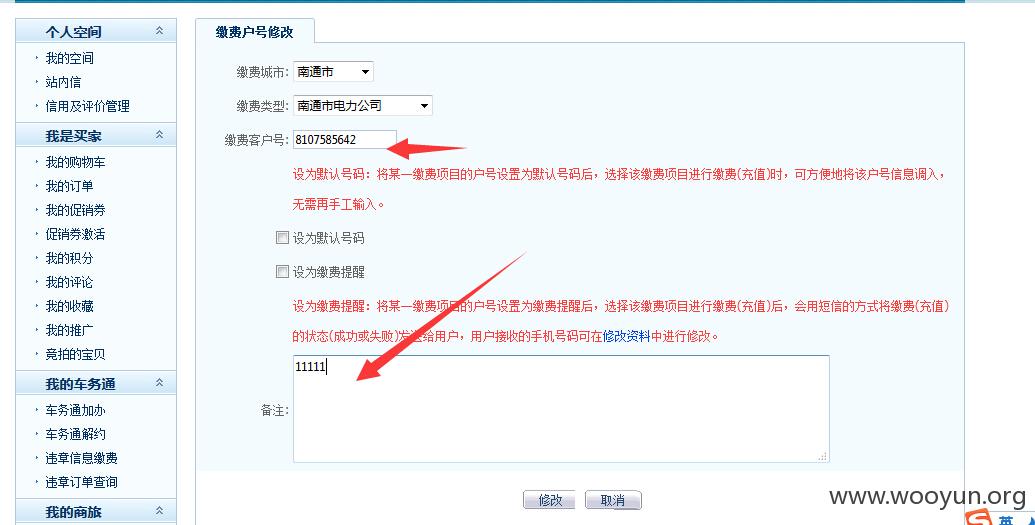 个人空间
我的空间
站内信
信用及评价管理
我是买家
我的购物车
我的订单
我的促销券
促销券激活
我的积分
我的评论
我的收藏
我的推广
竞拍的宝贝
我的车务通
车务通加办
车务通解约
违章信息缴费
违章订单查询
我的商旅
缴费户号修改
缴费城市: 南通市
缴费类型: 南通市电力公司
缴费客户号: 8107585642
设为默认号码：将某一缴费项目的户号设置为默认号码后，选择该缴费项目进行缴费(充值)时，可方便地将该户号信息调入，
无需再手工输入。
设为默认号码
设为缴费提醒
设为缴费提醒：将某一缴费项目的户号设置为缴费提醒后，选择该缴费项目进行缴费(充值)后，会用短信的方式将缴费(充值)
的状态(成功或失败)发送给用户，用户接收的手机号码可在修改资料中进行修改。
备注: 11111
修改 取消
www.wooyun.org
英